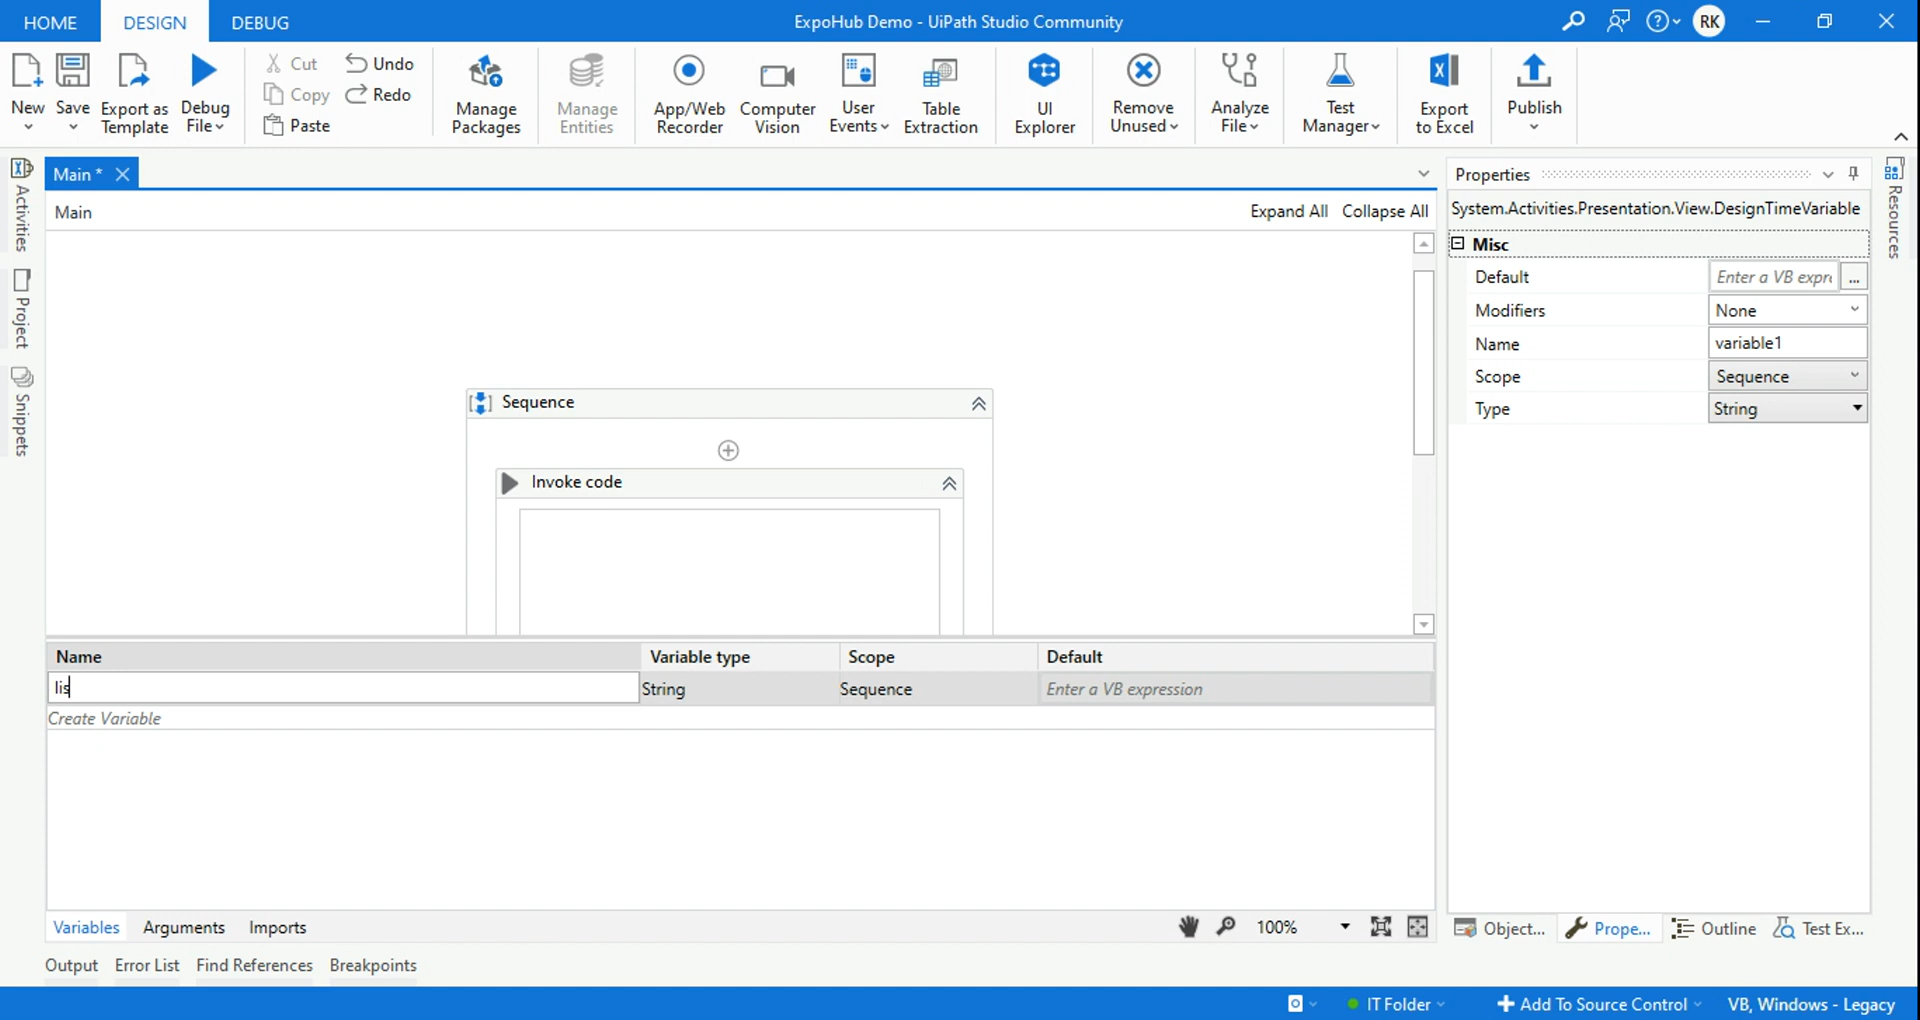 HOME DESIGN DEBUG ExpoHub Demo - UiPath Studio Community RK
New Save Export as Template Debug File
Cut Undo
Copy Redo
Paste
Manage Packages Manage Entities App/Web Recorder Computer Vision User Events Table Extraction UI Explorer Remove Unused Analyze File Test Manager Export to Excel Publish
Activities
Project
Snippets
Main *
Main Expand All Collapse All
Sequence
Invoke code
Name Variable type Scope Default
lis String Sequence Enter a VB expression
Create Variable
Variables Arguments Imports 100%
Output Error List Find References Breakpoints
Properties
System.Activities.Presentation.View.DesignTimeVariable
Misc
Default Enter a VB expre ...
Modifiers None
Name variable1
Scope Sequence
Type String
Object... Prope... Outline Test Ex...
Resources
IT Folder Add To Source Control VB, Windows - Legacy